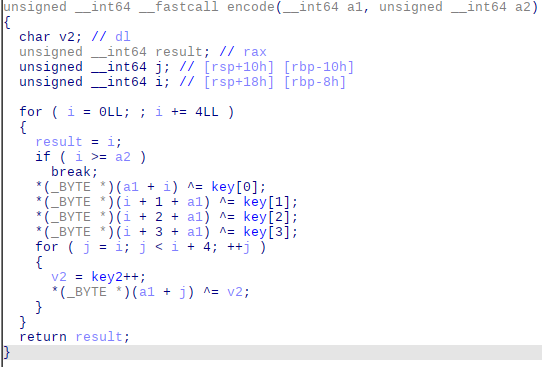 unsigned __int64 __fastcall encode(__int64 a1, unsigned __int64 a2)
{
  char v2; // dl
  unsigned __int64 result; // rax
  unsigned __int64 j; // [rsp+10h] [rbp-10h]
  unsigned __int64 i; // [rsp+18h] [rbp-8h]

  for ( i = 0LL; ; i += 4LL )
  {
    result = i;
    if ( i >= a2 )
      break;
    *(_BYTE *)(a1 + i) ^= key[0];
    *(_BYTE *)(i + 1 + a1) ^= key[1];
    *(_BYTE *)(i + 2 + a1) ^= key[2];
    *(_BYTE *)(i + 3 + a1) ^= key[3];
    for ( j = i; j < i + 4; ++j )
    {
      v2 = key2++;
      *(_BYTE *)(a1 + j) ^= v2;
    }
  }
  return result;
}